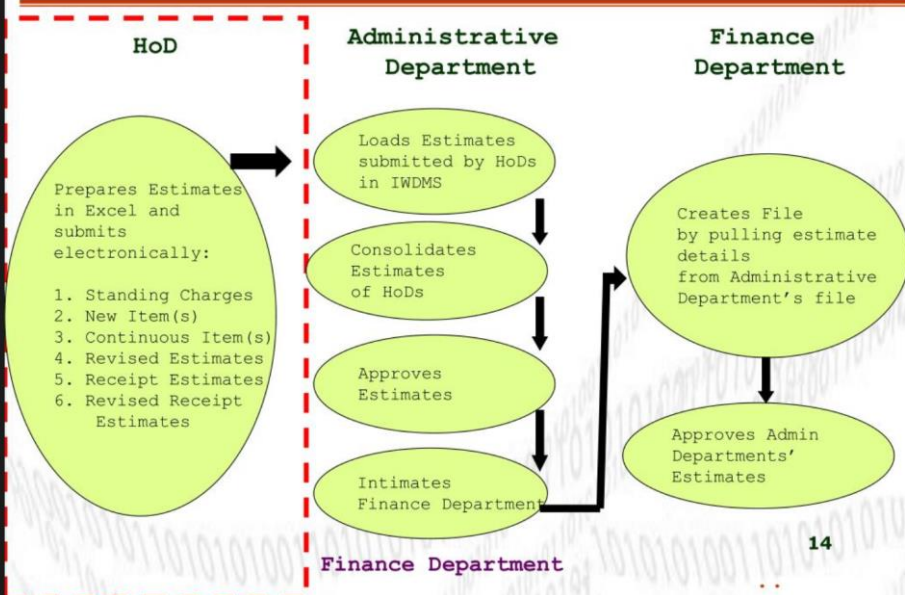 HoD
Prepares Estimates
in Excel and
submits
electronically:
1. Standing Charges
2. New Item(s)
3. Continuous Item(s)
4. Revised Estimates
5. Receipt Estimates
6. Revised Receipt
Estimates
Administrative
Department
Loads Estimates
submitted by HoDs
in IWDMS
Consolidates
Estimates
of HoDs
Approves
Estimates
Intimates
Finance Department
Finance
Department
Creates File
by pulling estimate
details
from Administrative
Department's file
Approves Admin
Departments'
Estimates
14
Finance Department